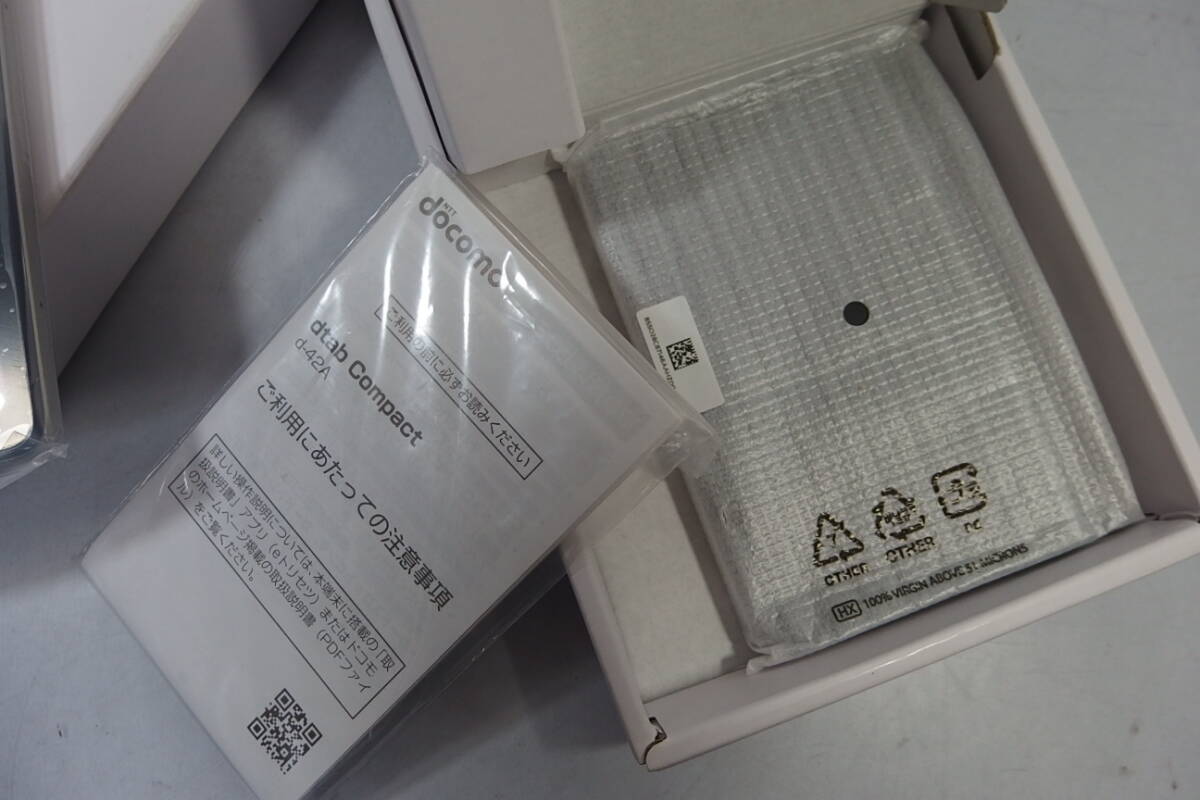 NTT
döcomo
ご利用の前に必ずお読みください
dtab Compact
d-42A
ご利用にあたっての注意事項
詳しい操作説明については、本端末に搭載の「取
扱説明書」アプリ(eトリセツ)またはドコモ
のホームページ掲載の取扱説明書(PDFファイ
ル)をご覧ください。
OTHER
OTHER
PC
HX 100% VIRGIN ABOVE 51 MICRONS